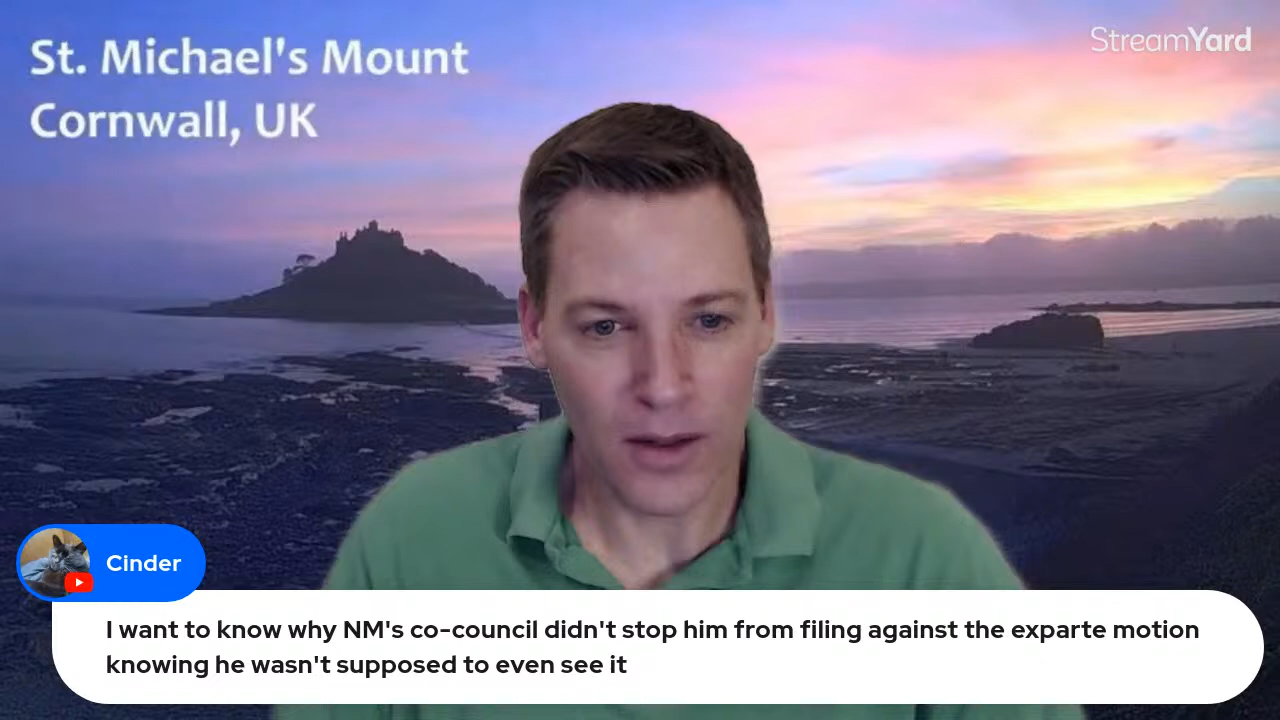 St. Michael's Mount
Cornwall, UK
StreamYard
Cinder
I want to know why NM's co-council didn't stop him from filing against the exparte motion
knowing he wasn't supposed to even see it